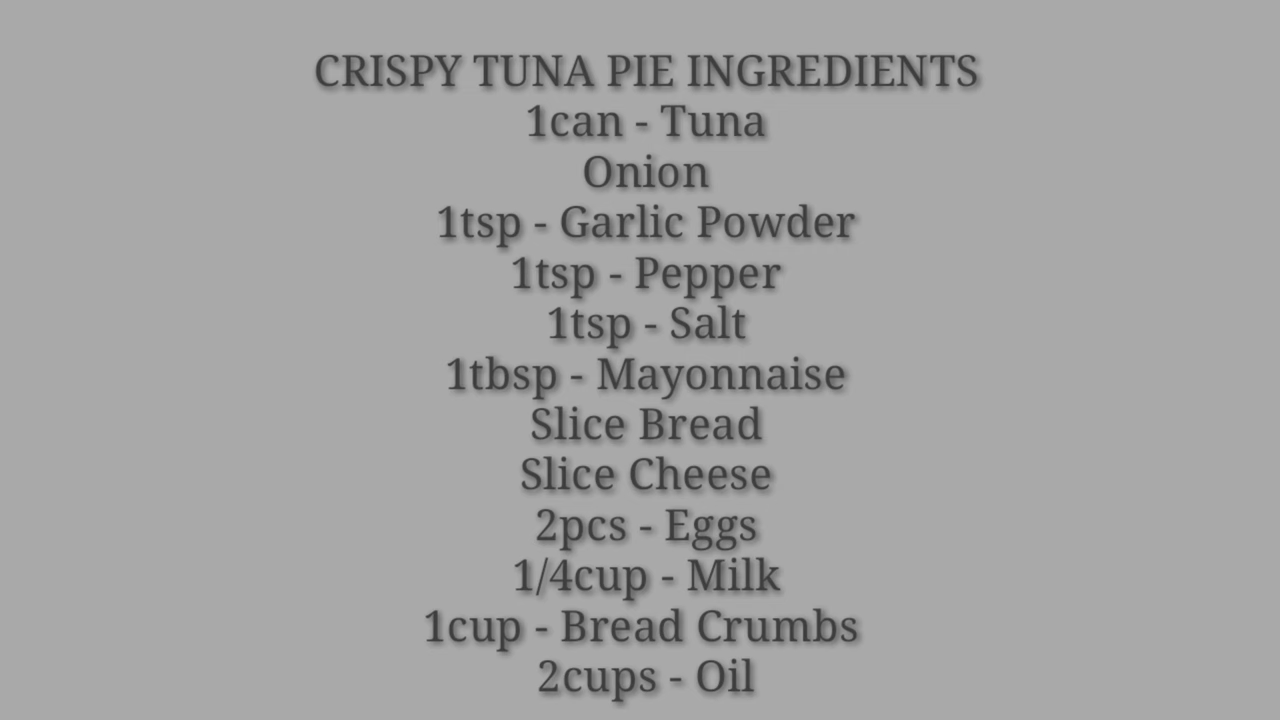 CRISPY TUNA PIE INGREDIENTS
1can - Tuna
Onion
1tsp - Garlic Powder
1tsp - Pepper
1tsp - Salt
1tbsp - Mayonnaise
Slice Bread
Slice Cheese
2pcs - Eggs
1/4cup - Milk
1cup - Bread Crumbs
2cups - Oil